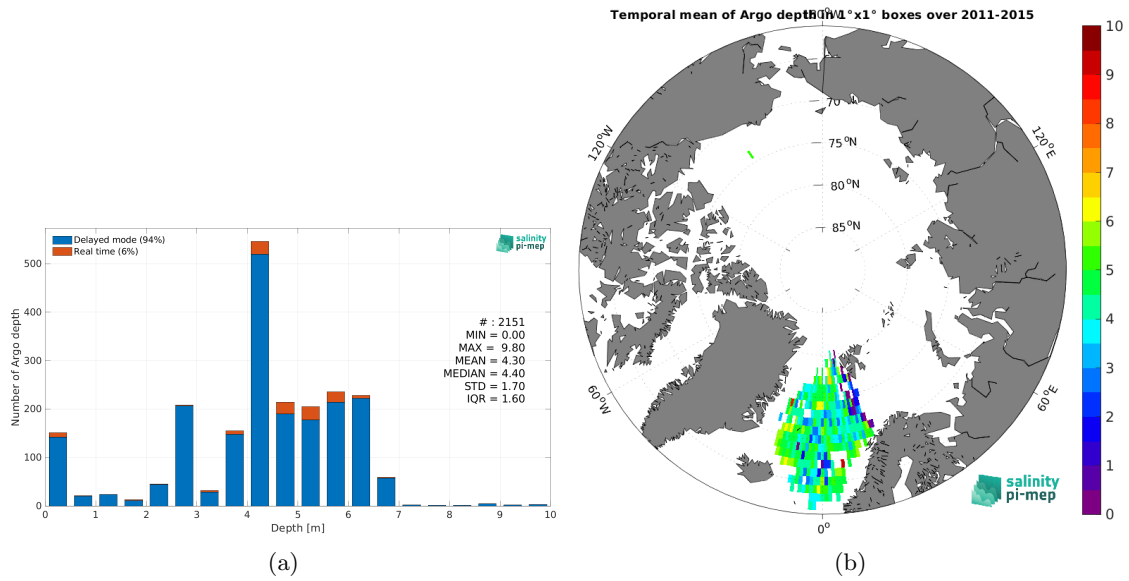 Temporal mean of Argo depth in 1°x1° boxes over 2011-2015
Delayed mode (94%)
Real time (6%)
salinity
pi-mep
# : 2151
MIN = 0.00
MAX = 9.80
MEAN = 4.30
MEDIAN = 4.40
STD = 1.70
IQR = 1.60
Number of Argo depth
0
100
200
300
400
500
0 1 2 3 4 5 6 7 8 9 10
Depth [m]
(a)
180°W
120°W
120°E
60°W
60°E
0°
75°N
80°N
85°N
10
9
8
7
6
5
4
3
2
1
0
salinity
pi-mep
(b)